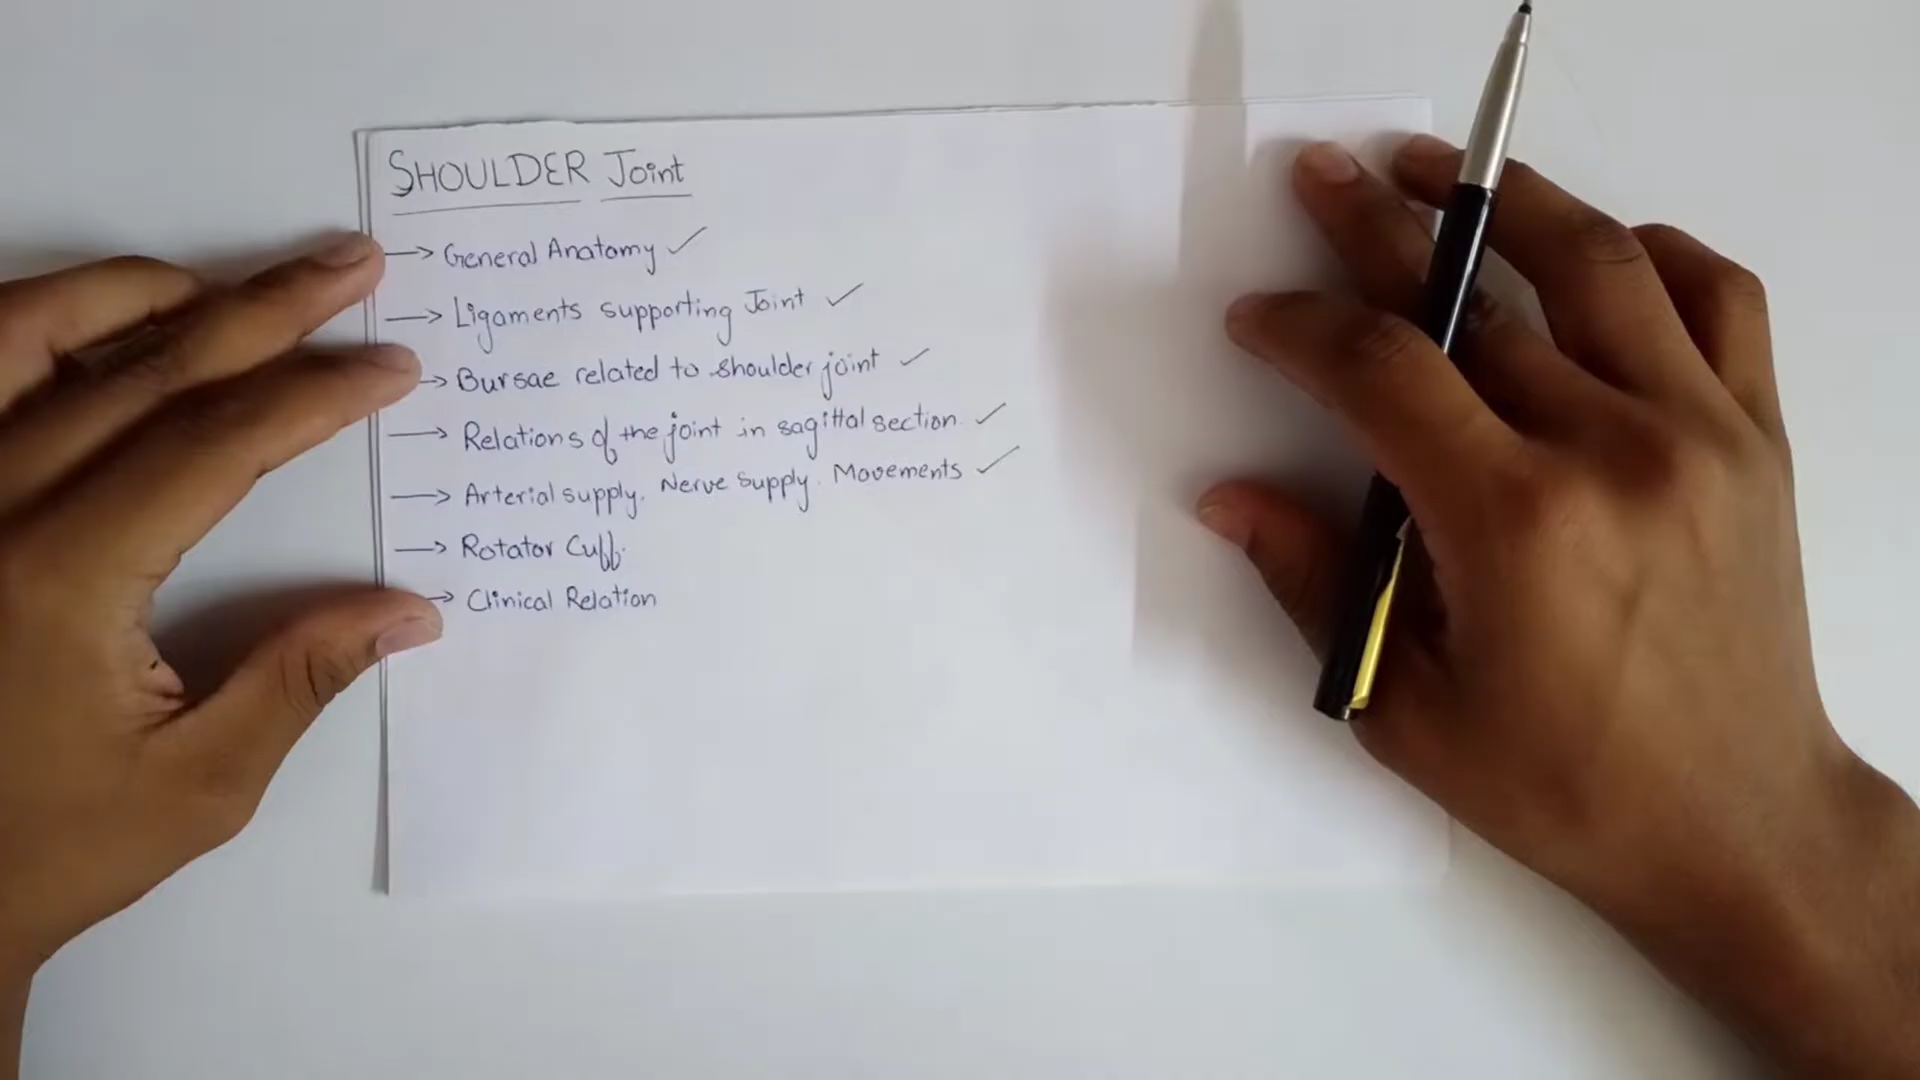 SHOULDER Joint
→ General Anatomy ✓
→ Ligaments supporting Joint ✓
→ Bursae related to shoulder joint ✓
→ Relations of the joint in sagittal section ✓
→ Arterial supply. Nerve supply. Movements ✓
→ Rotator Cuff.
→ Clinical Relation